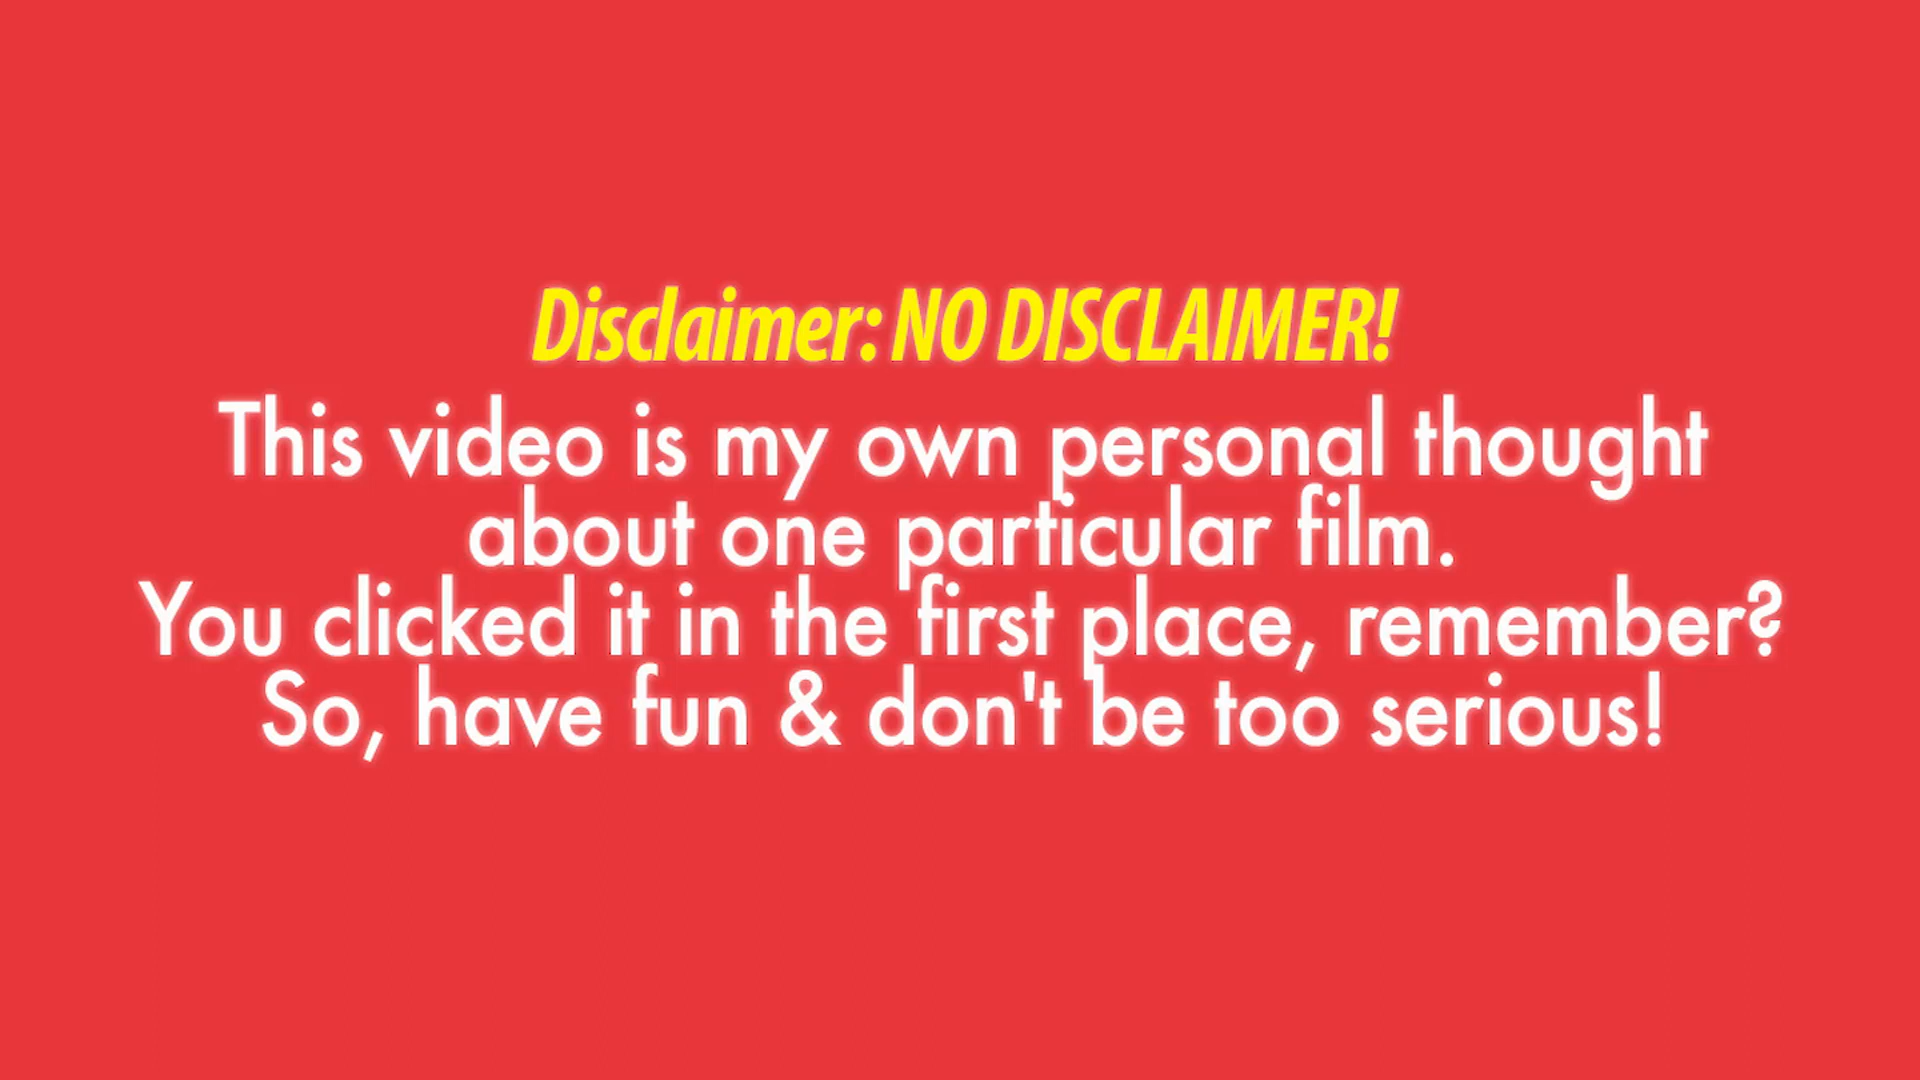 Disclaimer: NO DISCLAIMER!
This video is my own personal thought
about one particular film.
You clicked it in the first place, remember?
So, have fun & don't be too serious!